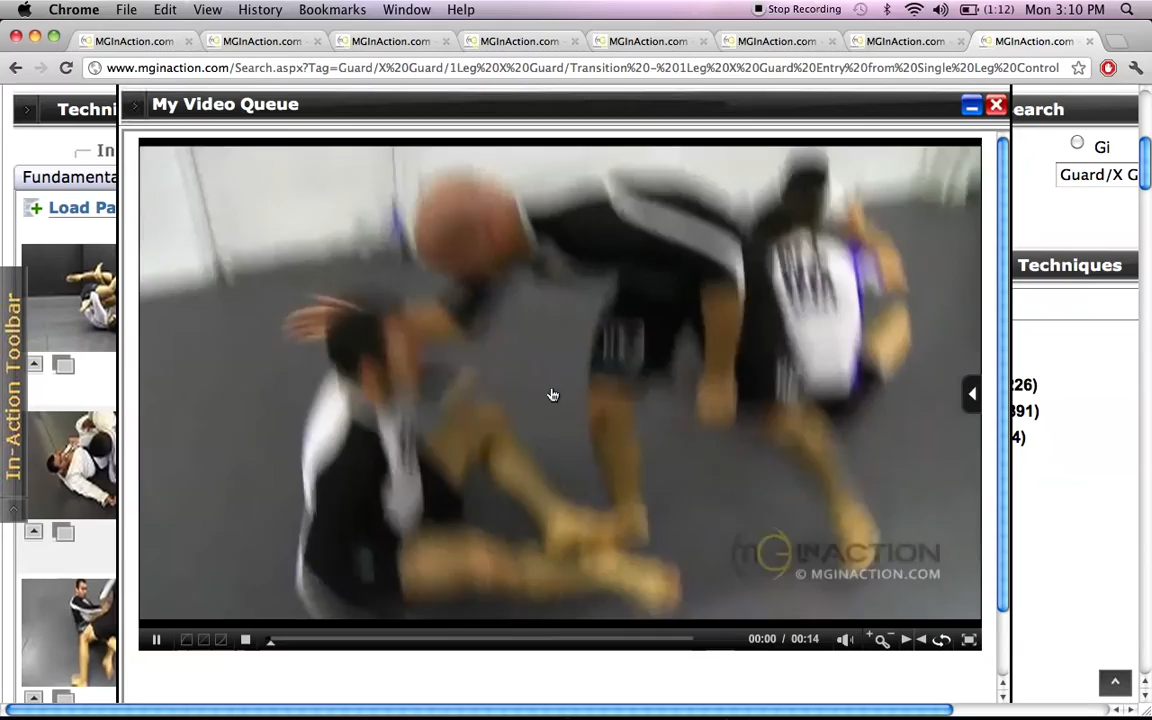 Chrome File Edit View History Bookmarks Window Help Stop Recording (1:12) Mon 3:10 PM
MGInAction.com MGInAction.com MGInAction.com MGInAction.com MGInAction.com MGInAction.com MGInAction.com MGInAction.com
www.mginaction.com/Search.aspx?Tag=Guard/X%20Guard/1Leg%20X%20Guard/Transition%20-%201Leg%20X%20Guard%20Entry%20from%20Single%20Leg%20Control
Techni
My Video Queue
earch
In
Gi
Fundamenta
Guard/X G
Load Pa
Techniques
In-Action Toolbar
226)
391)
4)
MGINACTION
© MGINACTION.COM
00:00 / 00:14